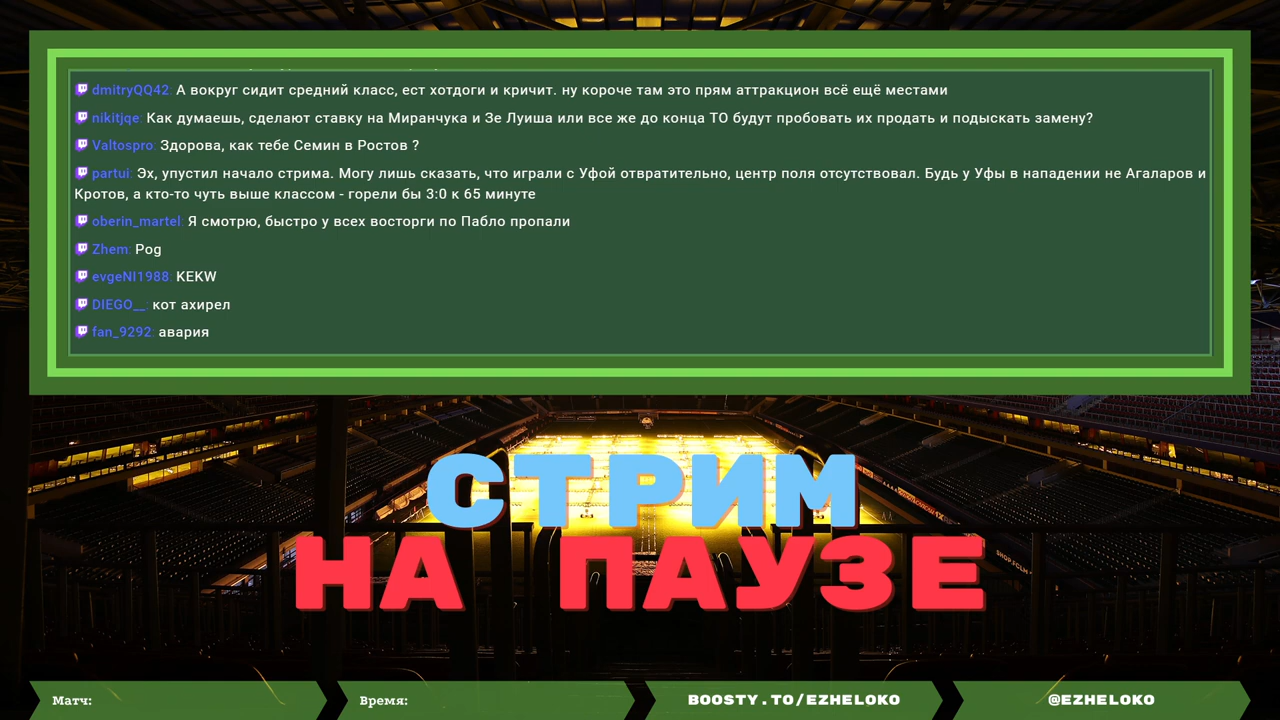 dmitryQQ42: А вокруг сидит средний класс, ест хотдоги и кричит. ну короче там это прям аттракцион всё ещё местами
nikitjqe: Как думаешь, сделают ставку на Миранчука и Зе Луиша или все же до конца ТО будут пробовать их продать и подыскать замену?
Valtospro: Здорова, как тебе Семин в Ростов ?
partui: Эх, упустил начало стрима. Могу лишь сказать, что играли с Уфой отвратительно, центр поля отсутствовал. Будь у Уфы в нападении не Агаларов и
Кротов, а кто-то чуть выше классом - горели бы 3:0 к 65 минуте
oberin_martel: Я смотрю, быстро у всех восторги по Пабло пропали
Zhem: Pog
evgeNI1988: KEKW
DIEGO__: кот ахирел
fan_9292: авария
СТРИМ
НА ПАУЗЕ
Матч:
Время:
BOOSTY.TO/EZHELOKO
@EZHELOKO